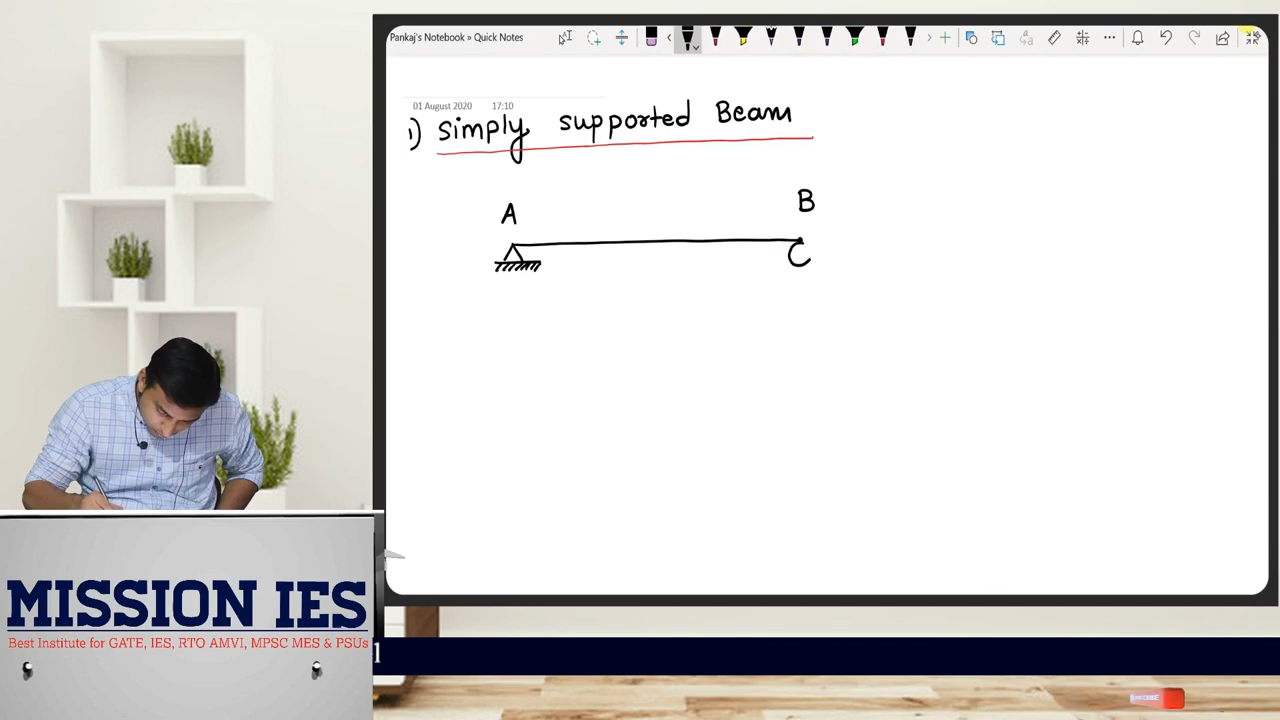 Pankaj's Notebook » Quick Notes
01 August 2020 17:10
1) simply supported Beam
A B
MISSION IES
Best Institute for GATE, IES, RTO AMVI, MPSC MES & PSUs
1